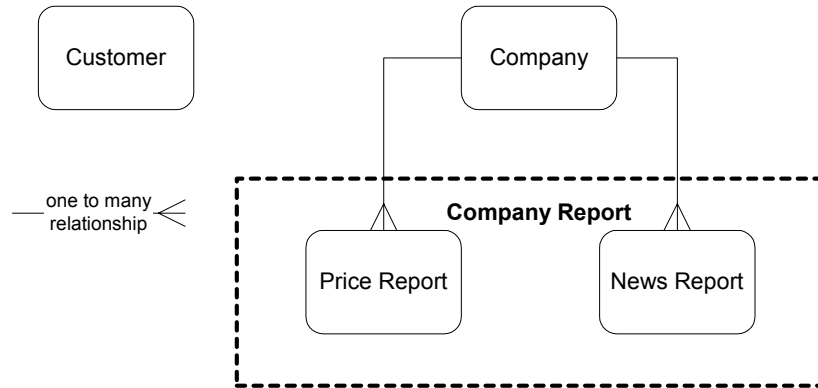 Customer
Company
one to many
relationship
Company Report
Price Report
News Report